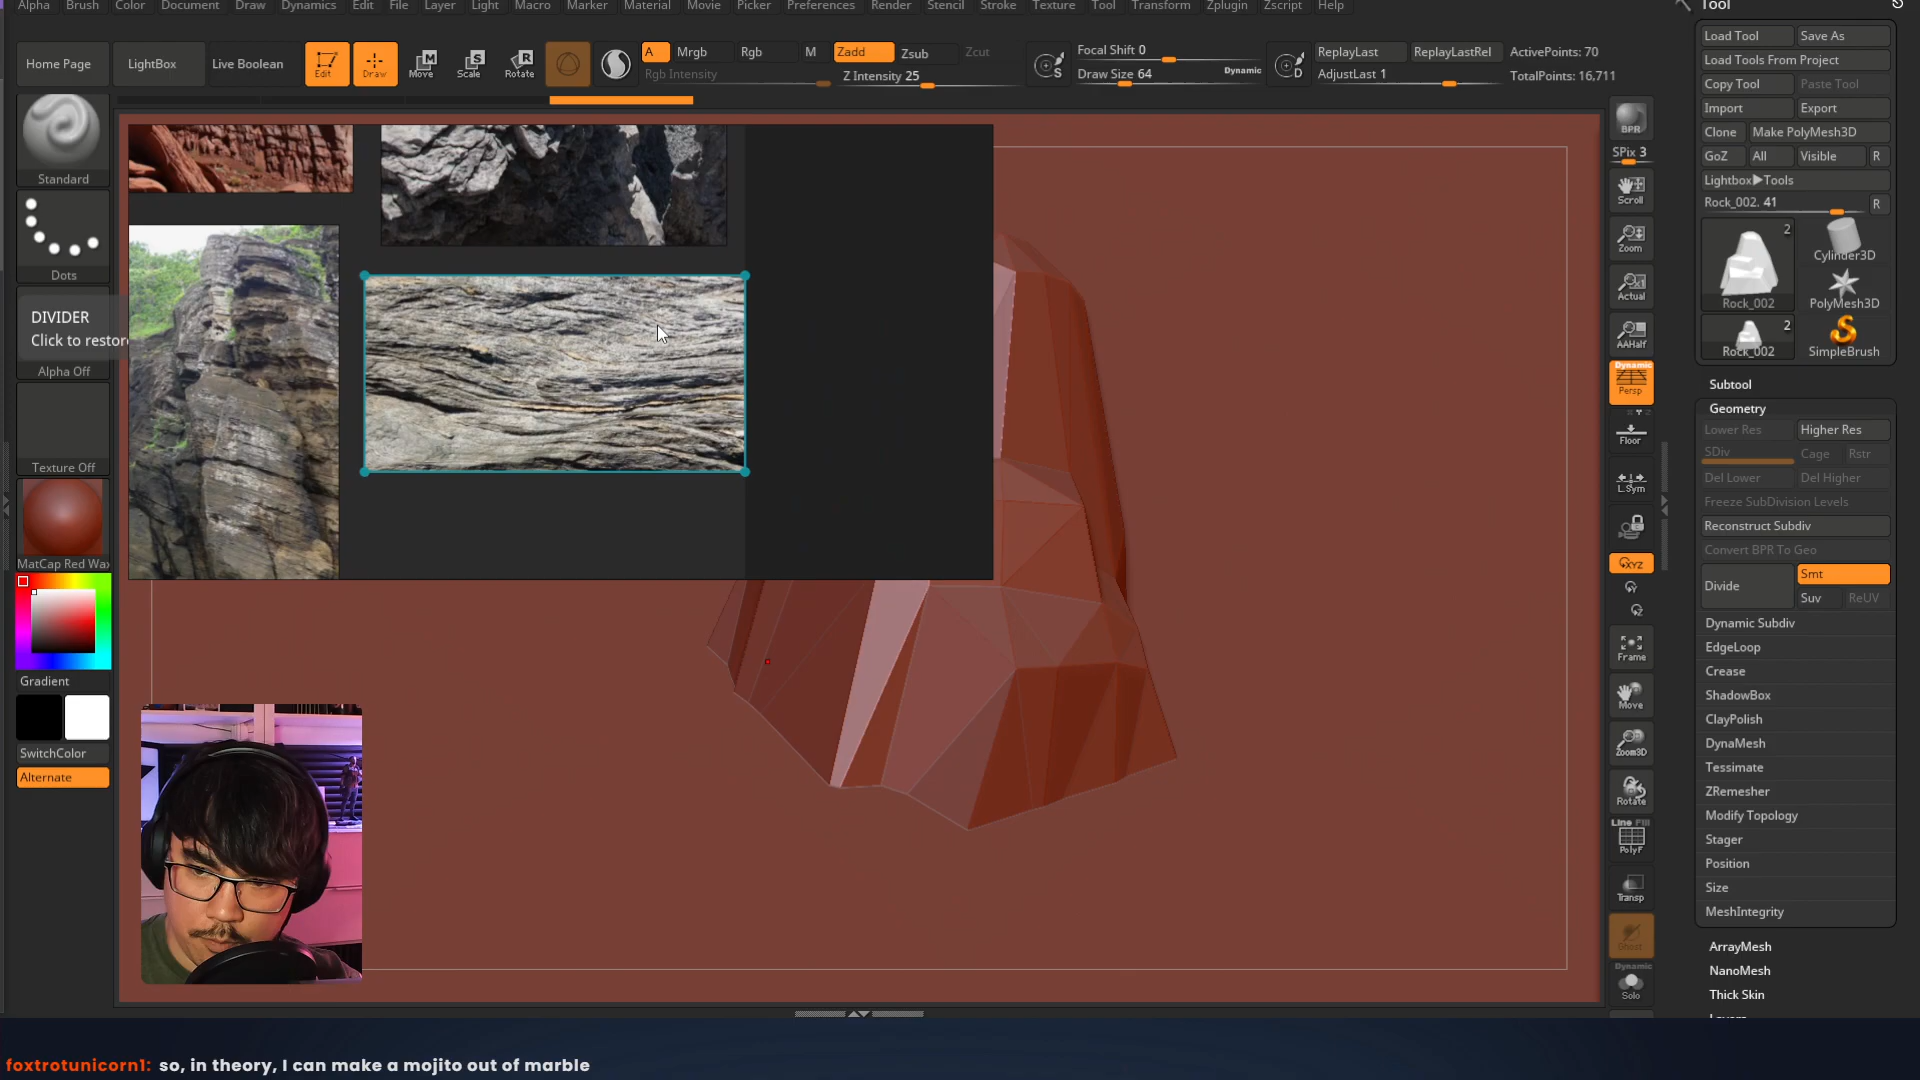 Alpha Brush Color Document Draw Dynamics Edit File Layer Light Macro Marker Material Movie Picker Preferences Render Stencil Stroke Texture Tool Transform Zplugin Zscript Help
Tool
Home Page LightBox Live Boolean Edit Draw Move Scale Rotate A Mrgb Rgb M Zadd Zsub Zcut
Rgb Intensity Z Intensity 25
Focal Shift 0
Draw Size 64 Dynamic
ReplayLast ReplayLastRel ActivePoints: 70
AdjustLast 1 TotalPoints: 16,711
Load Tool Save As
Load Tools From Project
Copy Tool Paste Tool
Import Export
Clone Make PolyMesh3D
GoZ All Visible R
Lightbox▶Tools
Rock_002. 41 R
2
Rock_002 Cylinder3D
PolyMesh3D
2
Rock_002 SimpleBrush
Subtool
Geometry
Lower Res Higher Res
SDiv Cage Rstr
Del Lower Del Higher
Freeze SubDivision Levels
Reconstruct Subdiv
Convert BPR To Geo
Divide Smt
Suv ReUV
Dynamic Subdiv
EdgeLoop
Crease
ShadowBox
ClayPolish
DynaMesh
Tessimate
ZRemesher
Modify Topology
Stager
Position
Size
MeshIntegrity
ArrayMesh
NanoMesh
Thick Skin
BPR
SPix 3
Scroll
Zoom
Actual
AAHalf
Dynamic
Persp
Floor
L.Sym
XYZ
Frame
Move
Zoom3D
Rotate
Line Fill
PolyF
Transp
Ghost
Dynamic
Solo
Standard
Dots
DIVIDER
Click to restor
Alpha Off
Texture Off
MatCap Red Wax
Gradient
SwitchColor
Alternate
foxtrotunicorn1: so, in theory, I can make a mojito out of marble